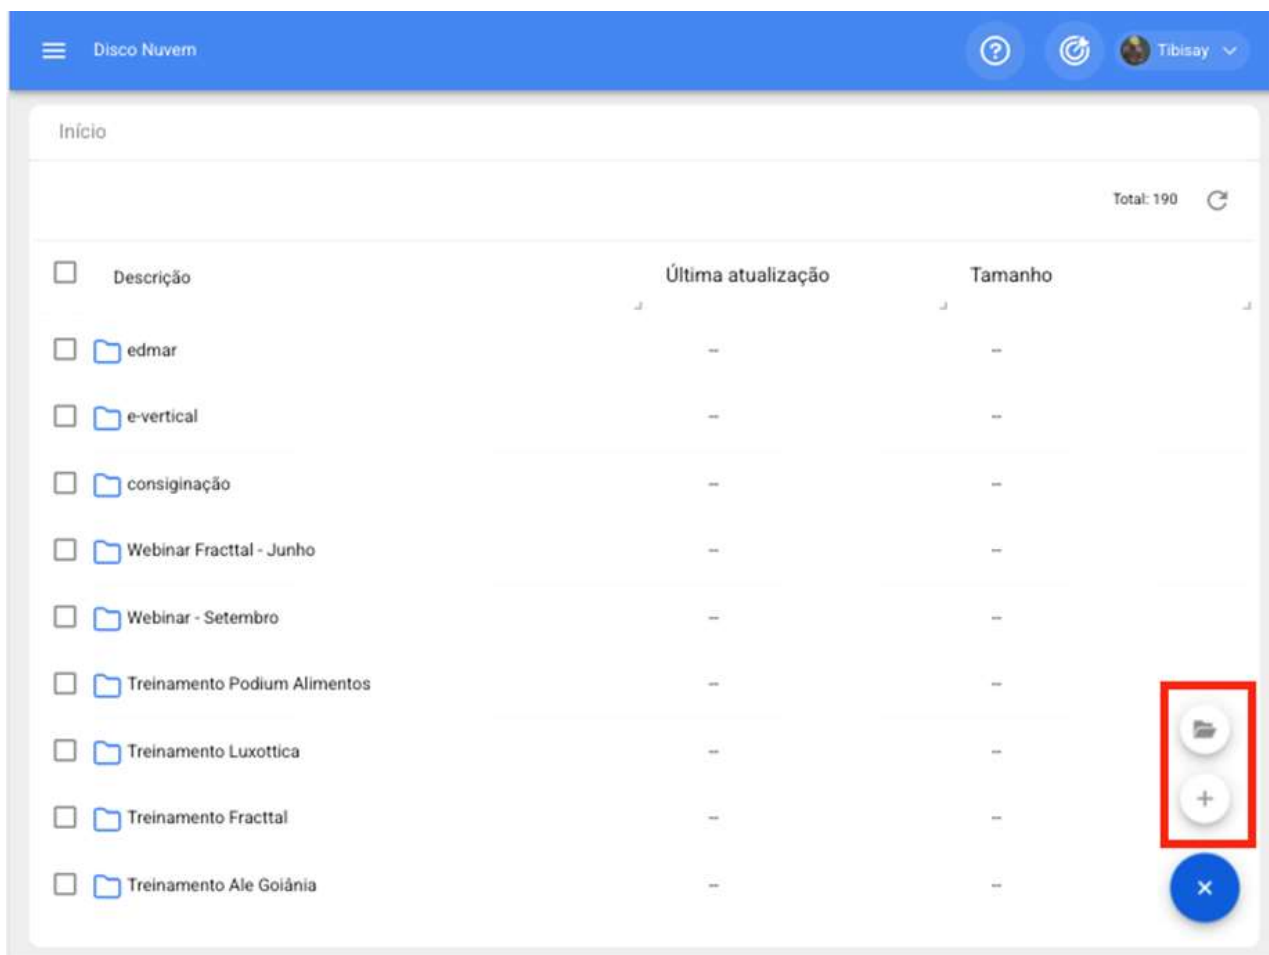 Disco Nuvem
Tibisay
Início
Total: 190
Descrição Última atualização Tamanho
edmar -- --
e-vertical -- --
consiginação -- --
Webinar Fracttal - Junho -- --
Webinar - Setembro -- --
Treinamento Podium Alimentos -- --
Treinamento Luxottica -- --
Treinamento Fracttal -- --
Treinamento Ale Goiânia -- --